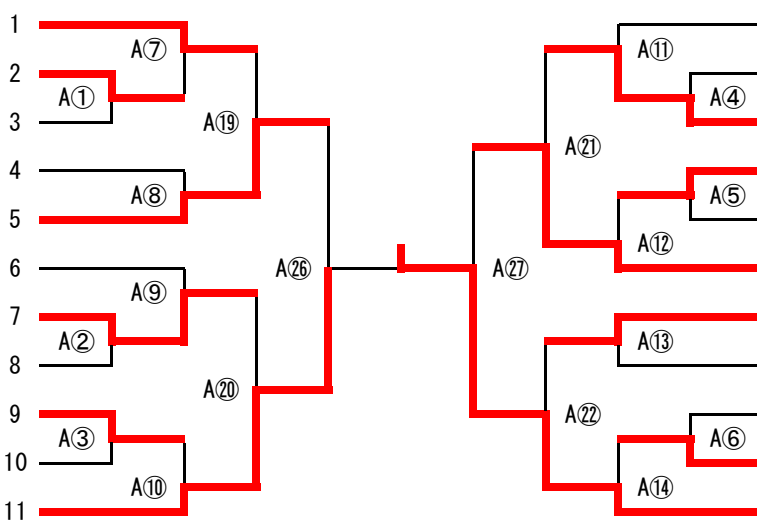 1
A⑦
A⑪
2
A①
A④
3
A⑲
A㉑
4
A⑧
A⑤
5
A⑫
6
A㉖
A㉗
A⑨
7
A②
A⑬
8
A⑳
9
A㉒
A③
A⑥
10
A⑩
A⑭
11